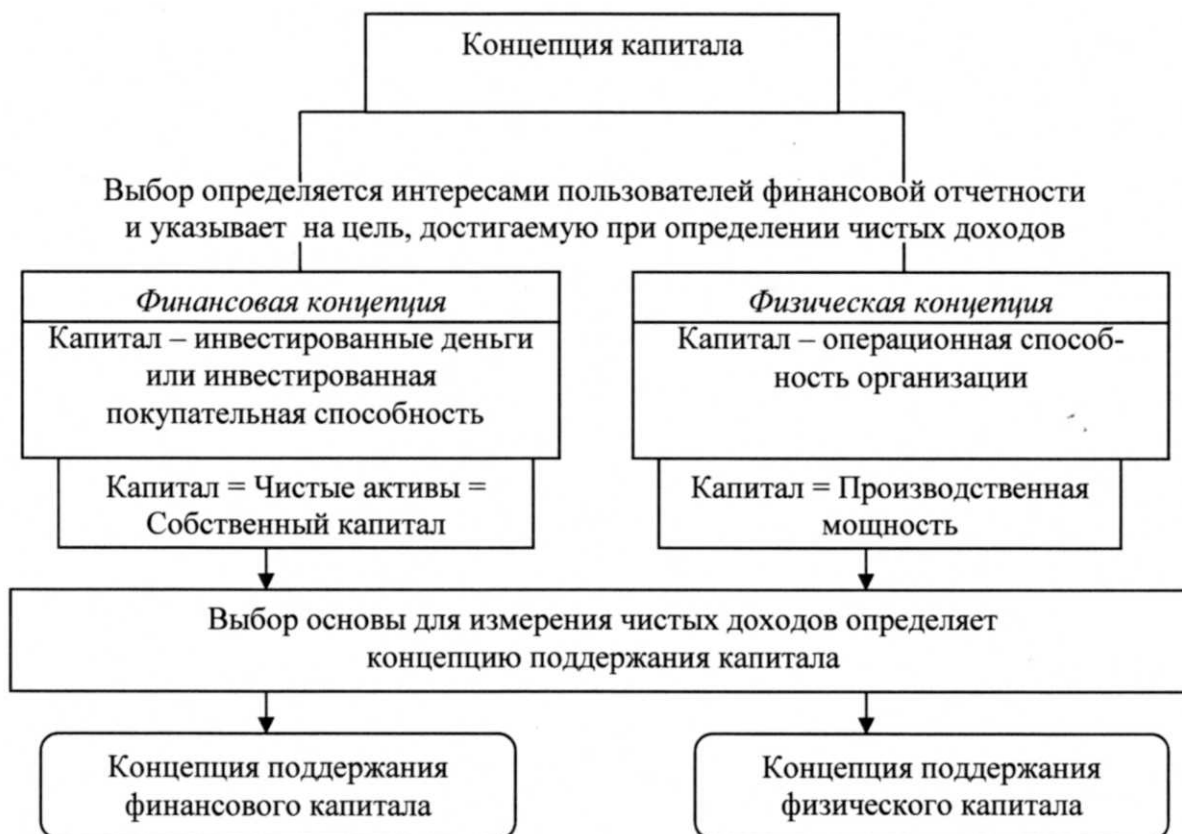 Концепция капитала
Выбор определяется интересами пользователей финансовой отчетности
и указывает на цель, достигаемую при определении чистых доходов
Финансовая концепция
Капитал – инвестированные деньги
или инвестированная
покупательная способность
Капитал = Чистые активы =
Собственный капитал
Физическая концепция
Капитал – операционная способ-
ность организации
Капитал = Производственная
мощность
Выбор основы для измерения чистых доходов определяет
концепцию поддержания капитала
Концепция поддержания
финансового капитала
Концепция поддержания
физического капитала